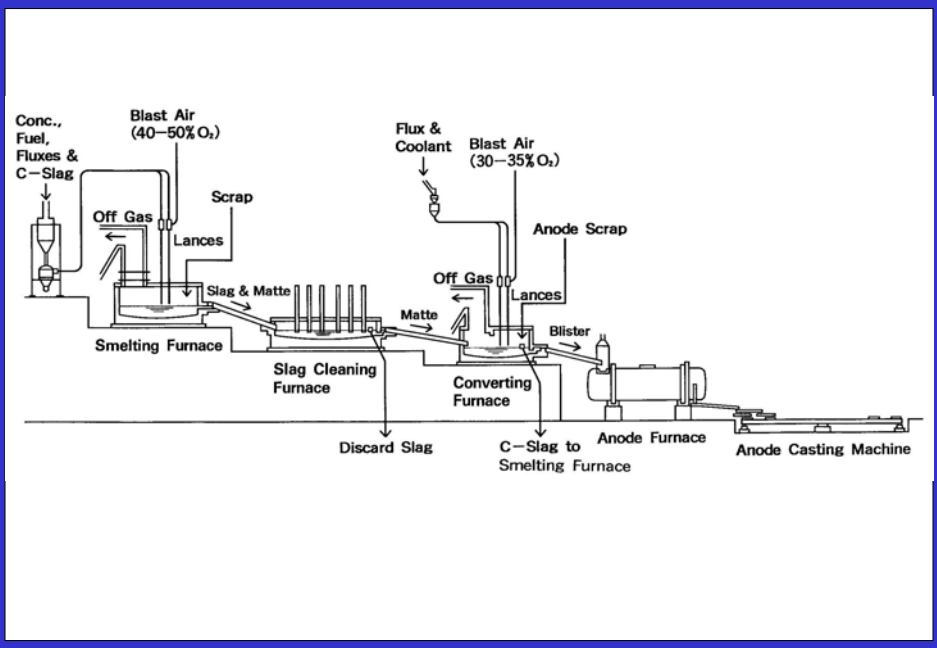 Conc.,
Fuel,
Fluxes &
C-Slag
Blast Air
(40-50% O₂)
Scrap
Off Gas
Lances
Slag & Matte
Smelting Furnace
Slag Cleaning
Furnace
Discard Slag
Matte
Flux &
Coolant
Blast Air
(30-35% O₂)
Anode Scrap
Off Gas
Lances
Blister
Converting
Furnace
C-Slag to
Smelting Furnace
Anode Furnace
Anode Casting Machine